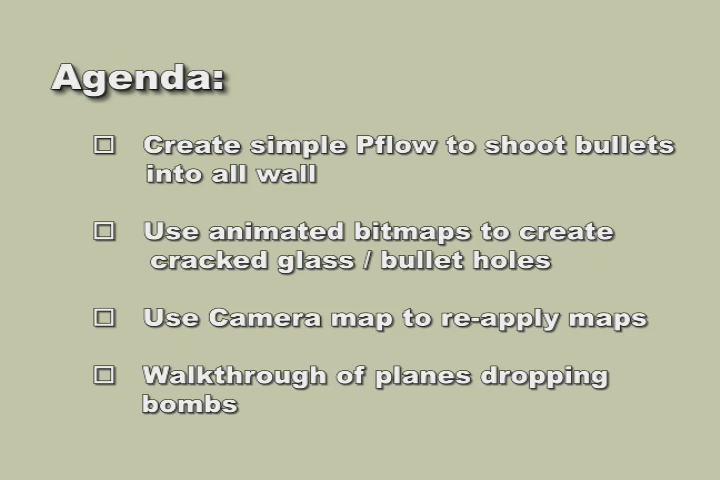 Agenda:
Create simple Pflow to shoot bullets
into all wall
Use animated bitmaps to create
cracked glass / bullet holes
Use Camera map to re-apply maps
Walkthrough of planes dropping
bombs